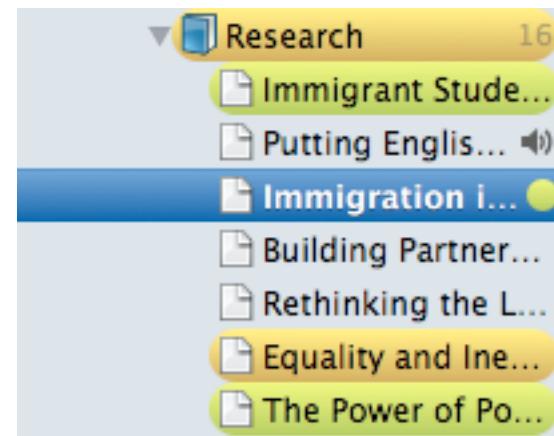 Research 16
Immigrant Stude...
Putting Englis...
Immigration i...
Building Partner...
Rethinking the L...
Equality and Ine...
The Power of Po...